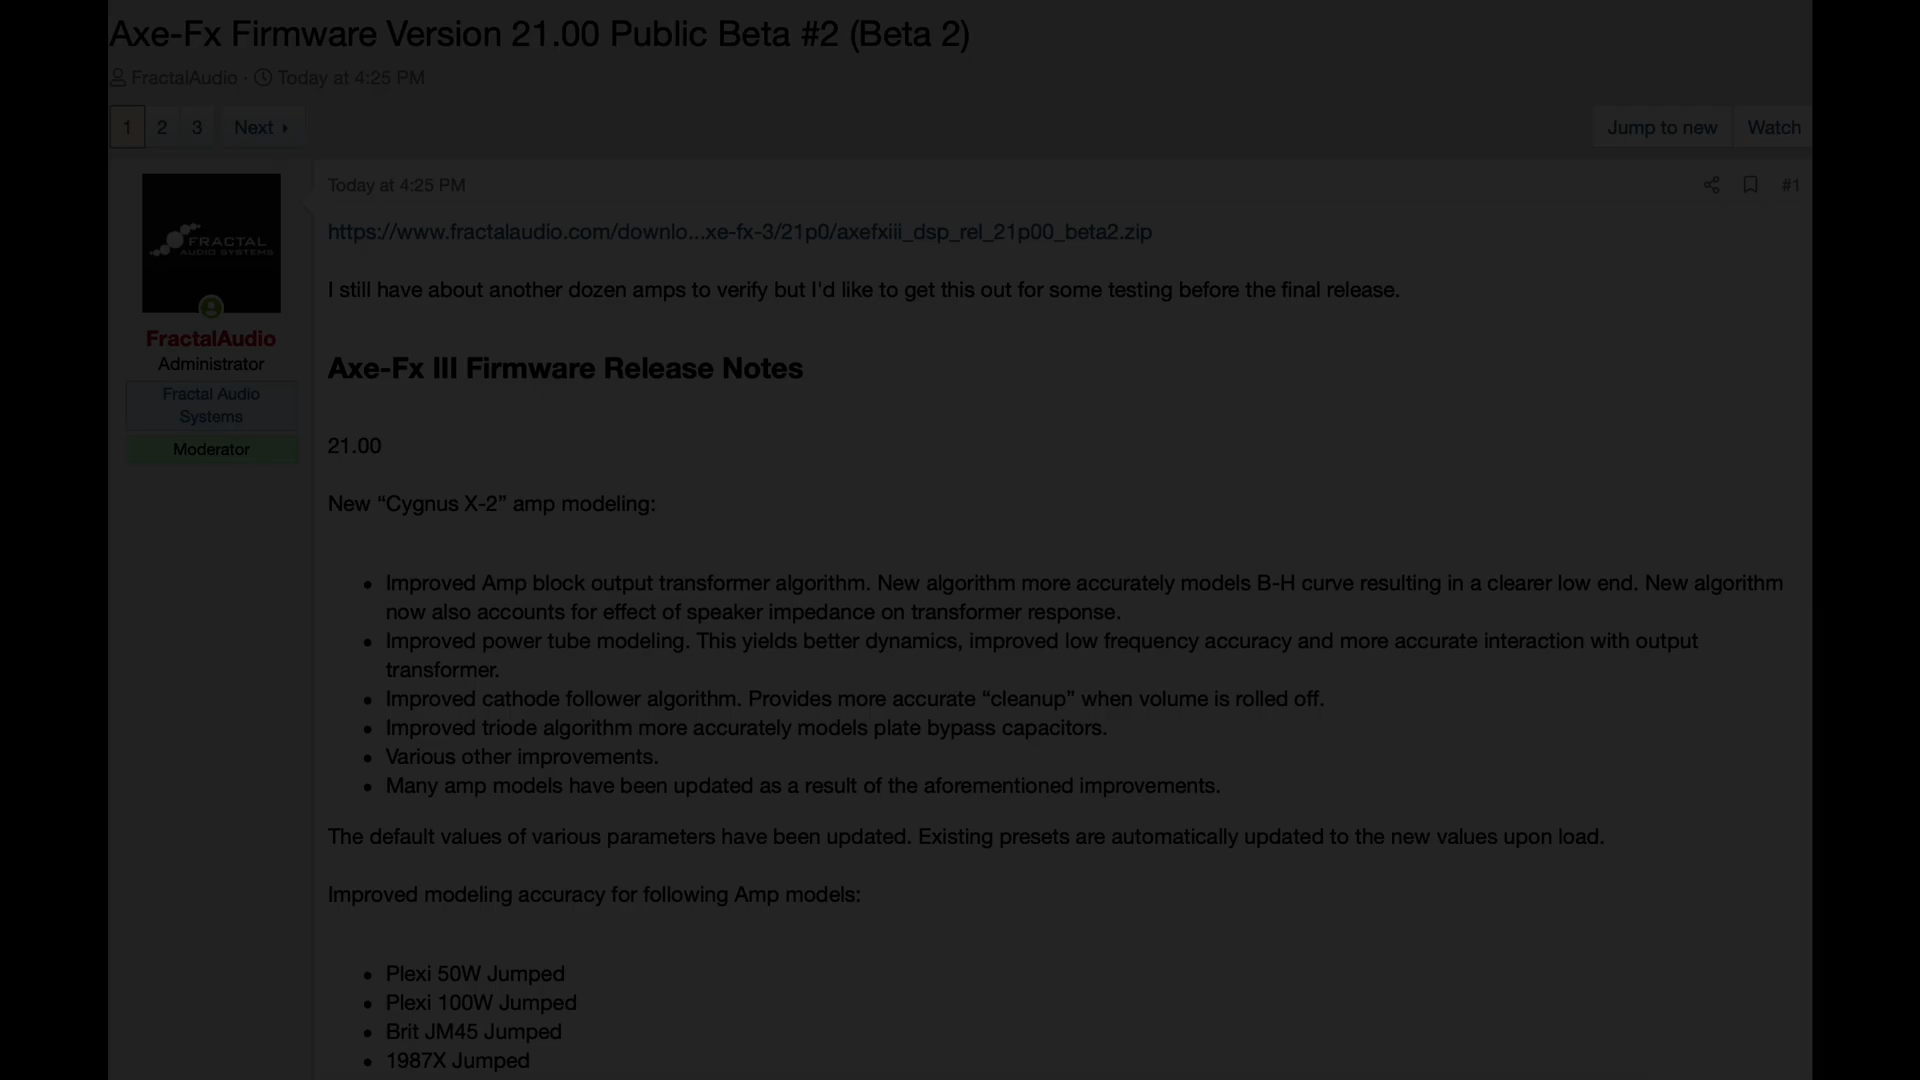 Axe-Fx Firmware Version 21.00 Public Beta #2 (Beta 2)
FractalAudio · Today at 4:25 PM
1 2 3 Next Jump to new Watch
FRACTAL
AUDIO SYSTEMS
FractalAudio
Administrator
Fractal Audio
Systems
Moderator
Today at 4:25 PM #1
https://www.fractalaudio.com/downlo...xe-fx-3/21p0/axefxiii_dsp_rel_21p00_beta2.zip
I still have about another dozen amps to verify but I'd like to get this out for some testing before the final release.
Axe-Fx III Firmware Release Notes
21.00
New “Cygnus X-2” amp modeling:
• Improved Amp block output transformer algorithm. New algorithm more accurately models B-H curve resulting in a clearer low end. New algorithm
now also accounts for effect of speaker impedance on transformer response.
• Improved power tube modeling. This yields better dynamics, improved low frequency accuracy and more accurate interaction with output
transformer.
• Improved cathode follower algorithm. Provides more accurate “cleanup” when volume is rolled off.
• Improved triode algorithm more accurately models plate bypass capacitors.
• Various other improvements.
• Many amp models have been updated as a result of the aforementioned improvements.
The default values of various parameters have been updated. Existing presets are automatically updated to the new values upon load.
Improved modeling accuracy for following Amp models:
• Plexi 50W Jumped
• Plexi 100W Jumped
• Brit JM45 Jumped
• 1987X Jumped